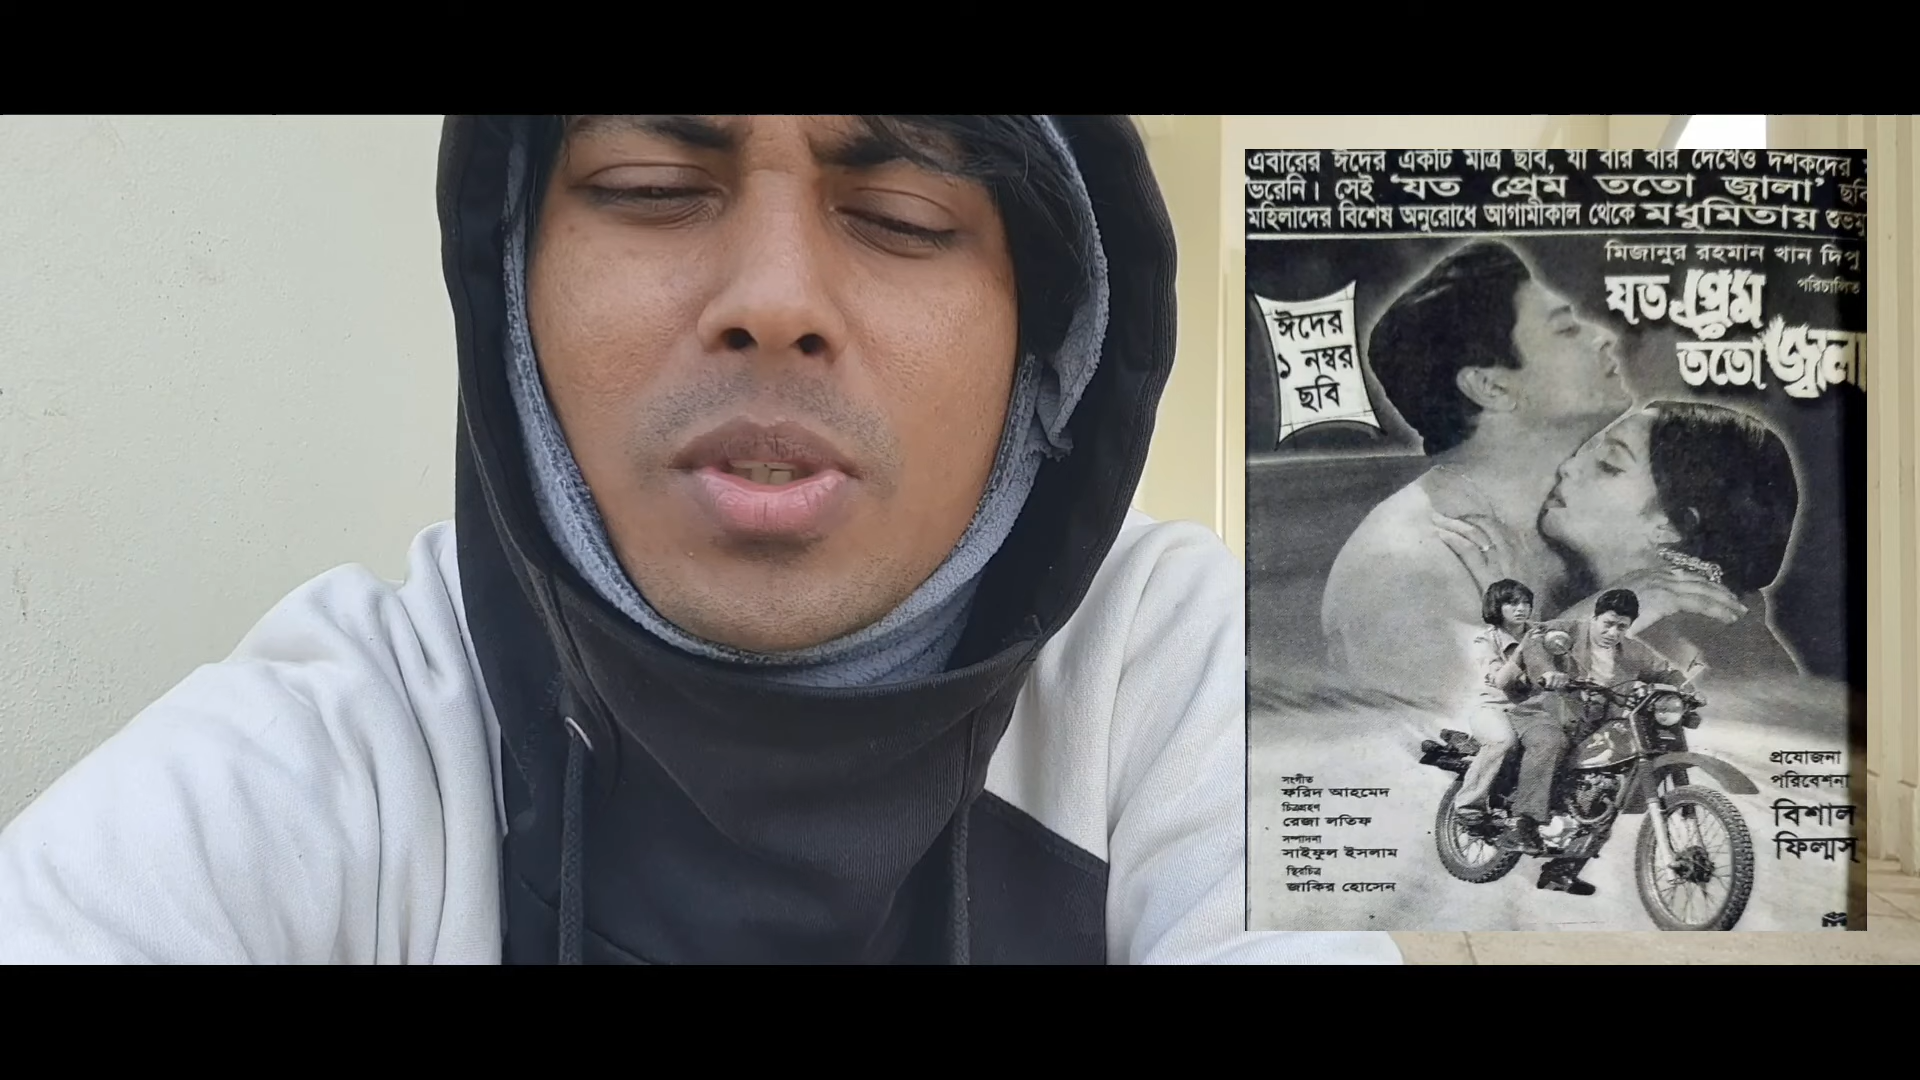 এবারের ঈদের একটি মাত্র ছবি, যা বার বার দেখেও দর্শকদের
ভরেনি। সেই ‘যত প্রেম ততো জ্বালা’
মহিলাদের বিশেষ অনুরোধে আগামীকাল থেকে মধুমিতায়
মিজানুর রহমান খান দিপু
পরিচালিত
যত প্রেম
ততো জ্বালা
ঈদের
১ নম্বর
ছবি
সংগীত
ফরিদ আহমেদ
চিত্রগ্রহণ
রেজা লতিফ
সম্পাদনা
সাইফুল ইসলাম
স্থিরচিত্র
জাকির হোসেন
প্রযোজনা
পরিবেশনা
বিশাল
ফিল্মস্